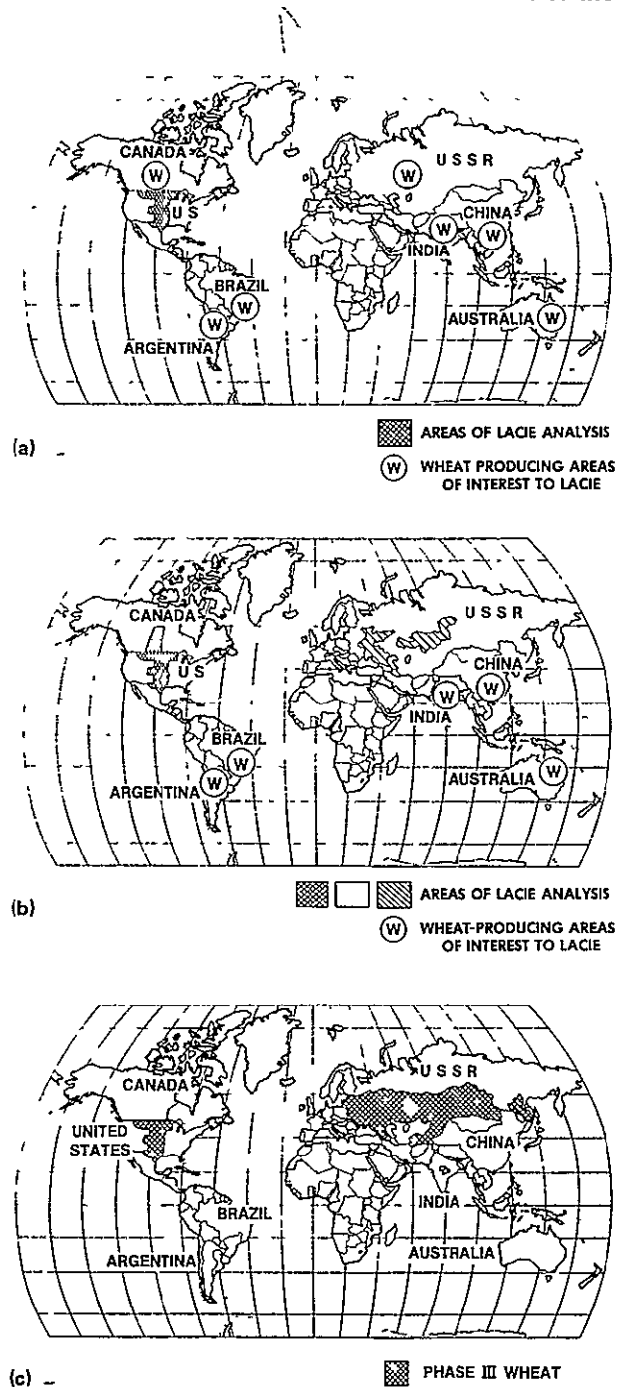 CANADA
W
W
USSR
US
CHINA
W
W
INDIA
BRAZIL
W
W
AUSTRALIA
W
ARGENTINA
AREAS OF LACIE ANALYSIS
(a)
W WHEAT PRODUCING AREAS
OF INTEREST TO LACIE
CANADA
USSR
US
CHINA
W
W
INDIA
BRAZIL
W
W
AUSTRALIA
W
ARGENTINA
AREAS OF LACIE ANALYSIS
(b)
W WHEAT-PRODUCING AREAS
OF INTEREST TO LACIE
CANADA
USSR
UNITED
STATES
CHINA
INDIA
BRAZIL
AUSTRALIA
ARGENTINA
(c)
PHASE III WHEAT